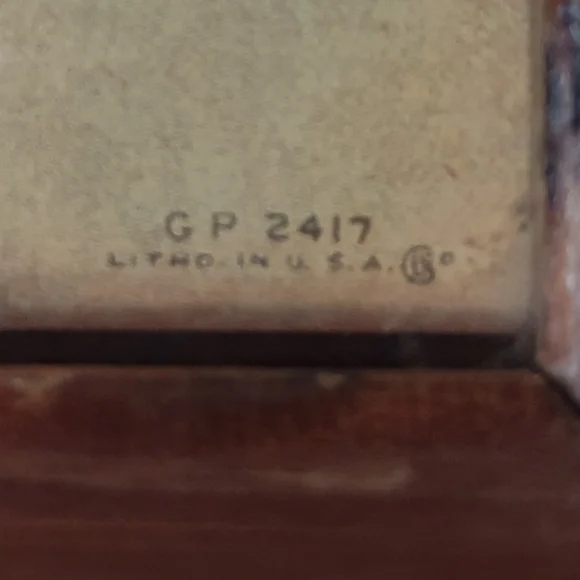 GP 2417
LITHO. IN U. S. A.